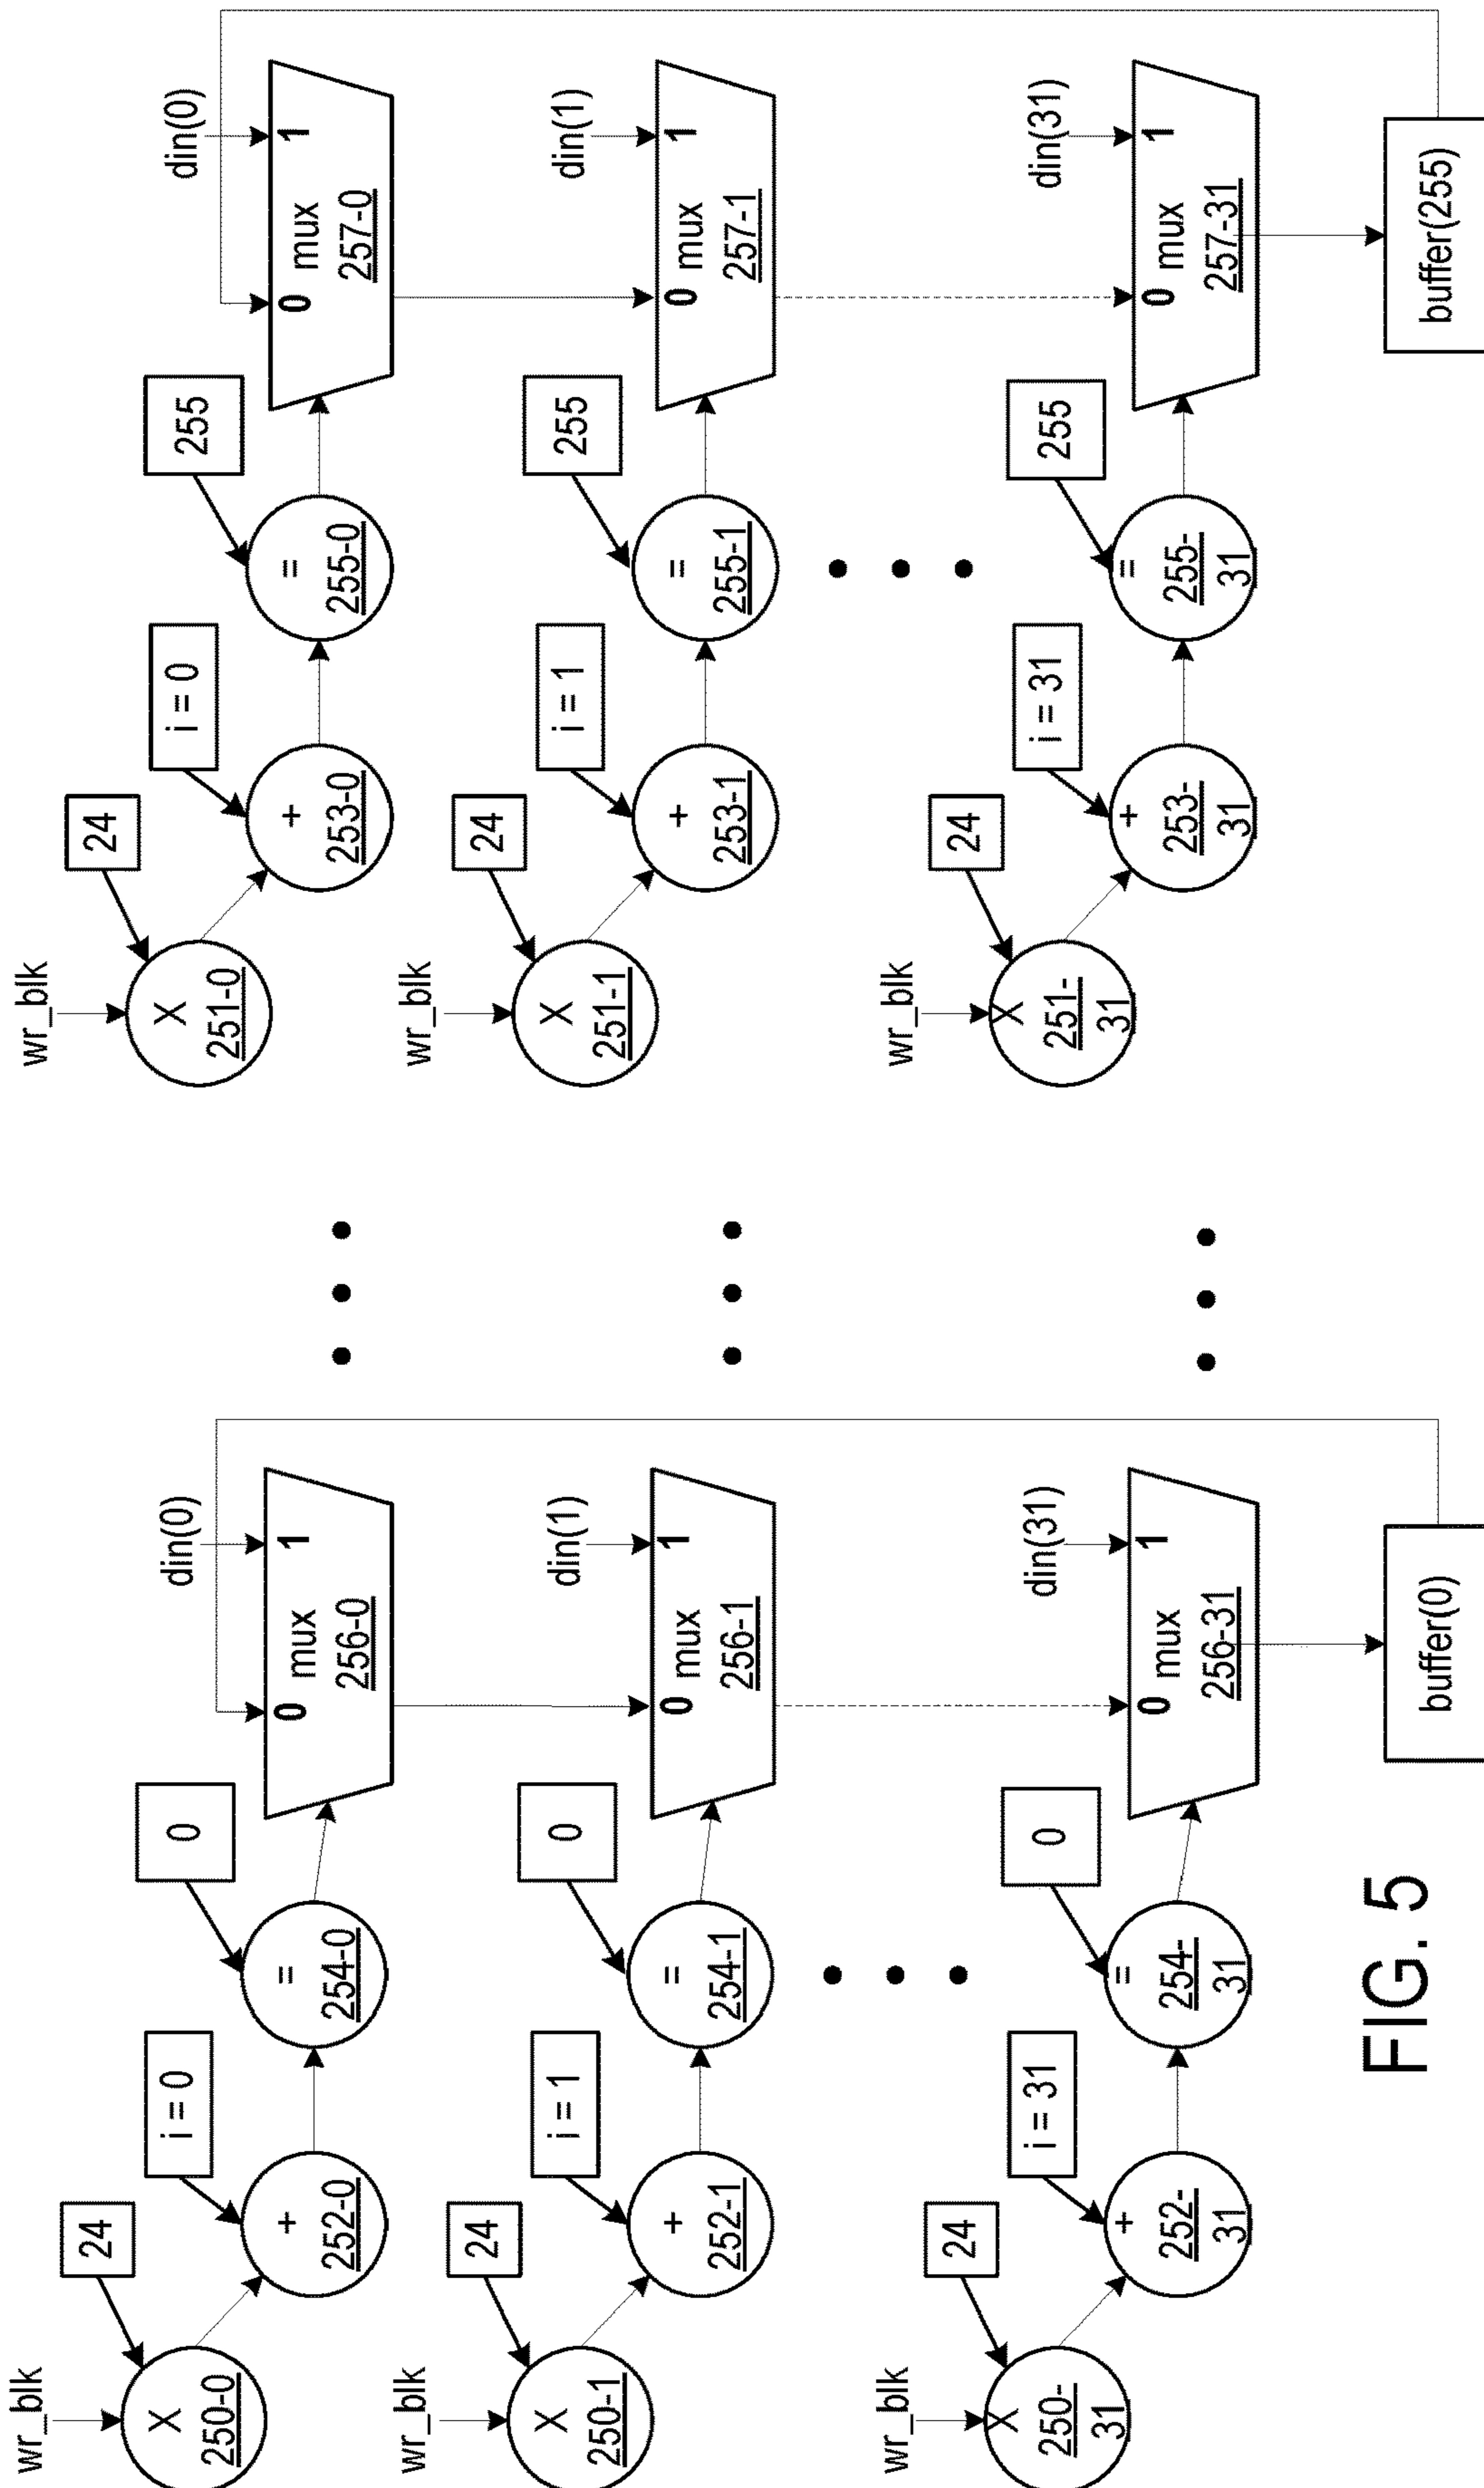 wr_blk
24
X
250-0
i = 0
+
252-0
0
=
254-0
din(0)
0
1
mux
256-0
wr_blk
24
X
250-1
i = 1
+
252-1
0
=
254-1
din(1)
0
1
mux
256-1
wr_blk
24
X
250-
31
i = 31
+
252-
31
0
=
254-
31
din(31)
0
1
mux
256-31
buffer(0)
wr_blk
24
X
251-0
i = 0
+
253-0
255
=
255-0
din(0)
0
1
mux
257-0
wr_blk
24
X
251-1
i = 1
+
253-1
255
=
255-1
din(1)
0
1
mux
257-1
wr_blk
24
X
251-
31
i = 31
+
253-
31
255
=
255-
31
din(31)
0
1
mux
257-31
buffer(255)
FIG. 5